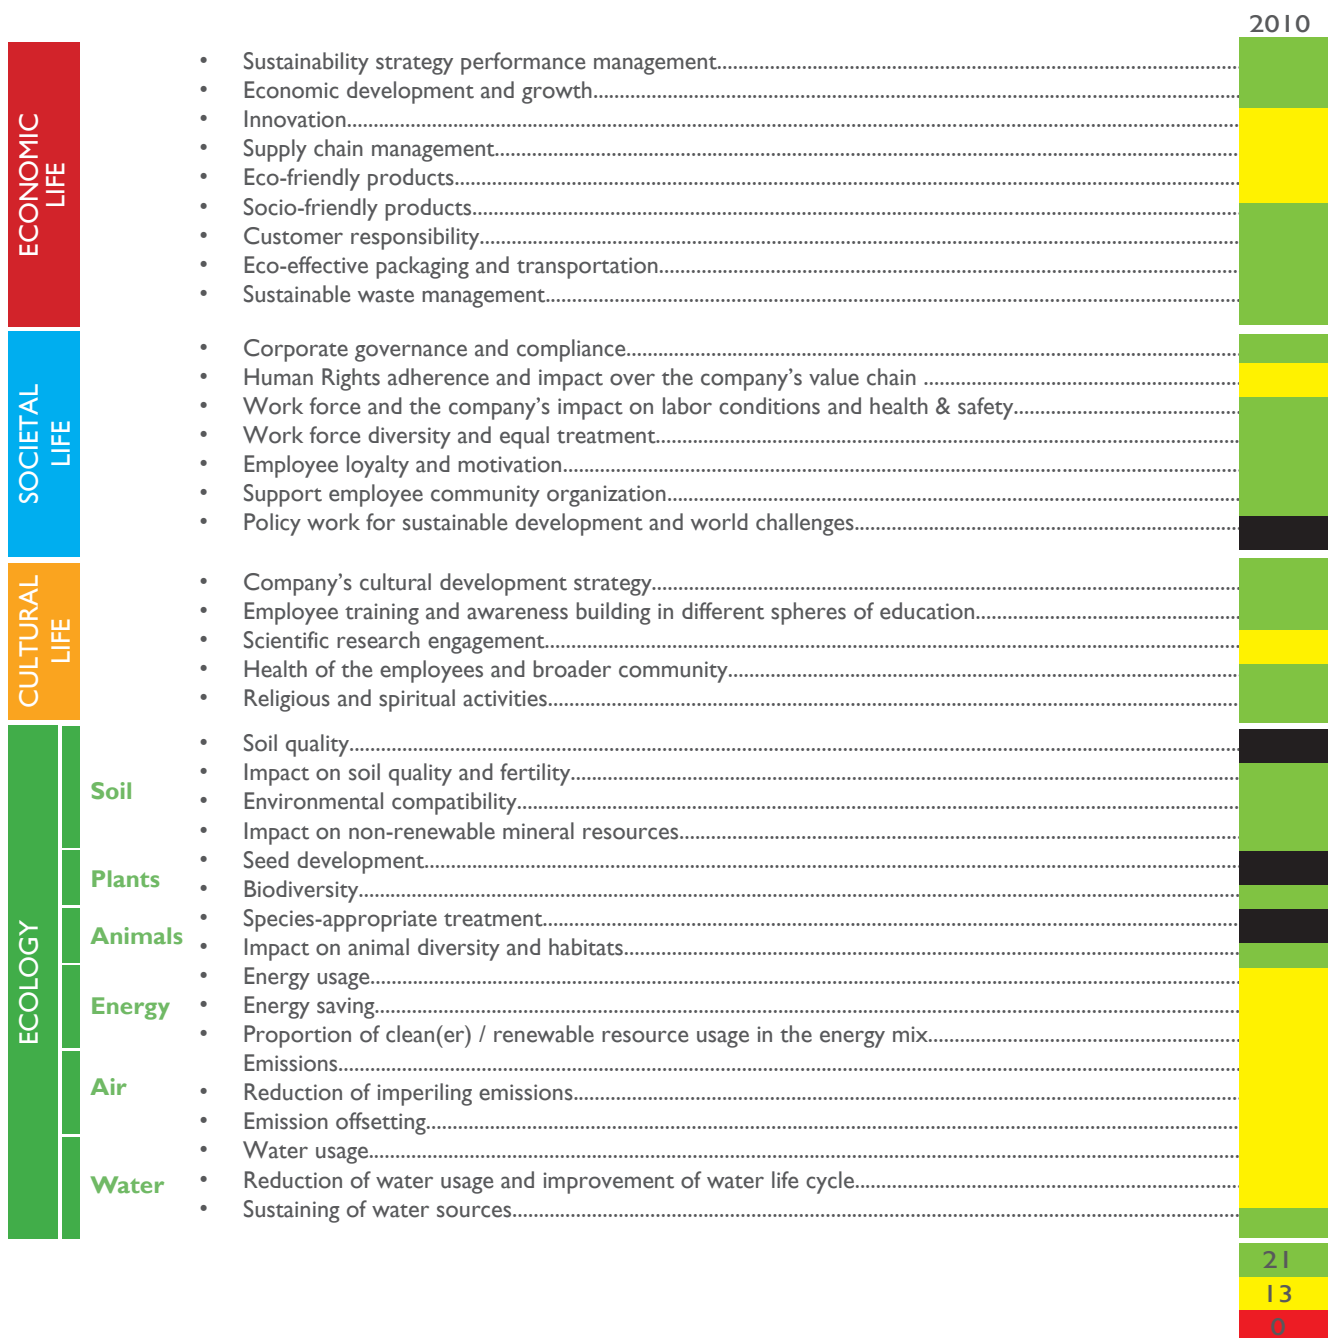 2010
ECONOMIC
LIFE
• Sustainability strategy performance management
• Economic development and growth
• Innovation
• Supply chain management
• Eco-friendly products
• Socio-friendly products
• Customer responsibility
• Eco-effective packaging and transportation
• Sustainable waste management
SOCIETAL
LIFE
• Corporate governance and compliance
• Human Rights adherence and impact over the company's value chain
• Work force and the company's impact on labor conditions and health & safety
• Work force diversity and equal treatment
• Employee loyalty and motivation
• Support employee community organization
• Policy work for sustainable development and world challenges
CULTURAL
LIFE
• Company's cultural development strategy
• Employee training and awareness building in different spheres of education
• Scientific research engagement
• Health of the employees and broader community
• Religious and spiritual activities
ECOLOGY
Soil
• Soil quality
• Impact on soil quality and fertility
• Environmental compatibility
• Impact on non-renewable mineral resources
Plants
• Seed development
• Biodiversity
Animals
• Species-appropriate treatment
• Impact on animal diversity and habitats
Energy
• Energy usage
• Energy saving
• Proportion of clean(er) / renewable resource usage in the energy mix
Air
Emissions
• Reduction of imperiling emissions
• Emission offsetting
Water
• Water usage
• Reduction of water usage and improvement of water life cycle
• Sustaining of water sources
21
13
0